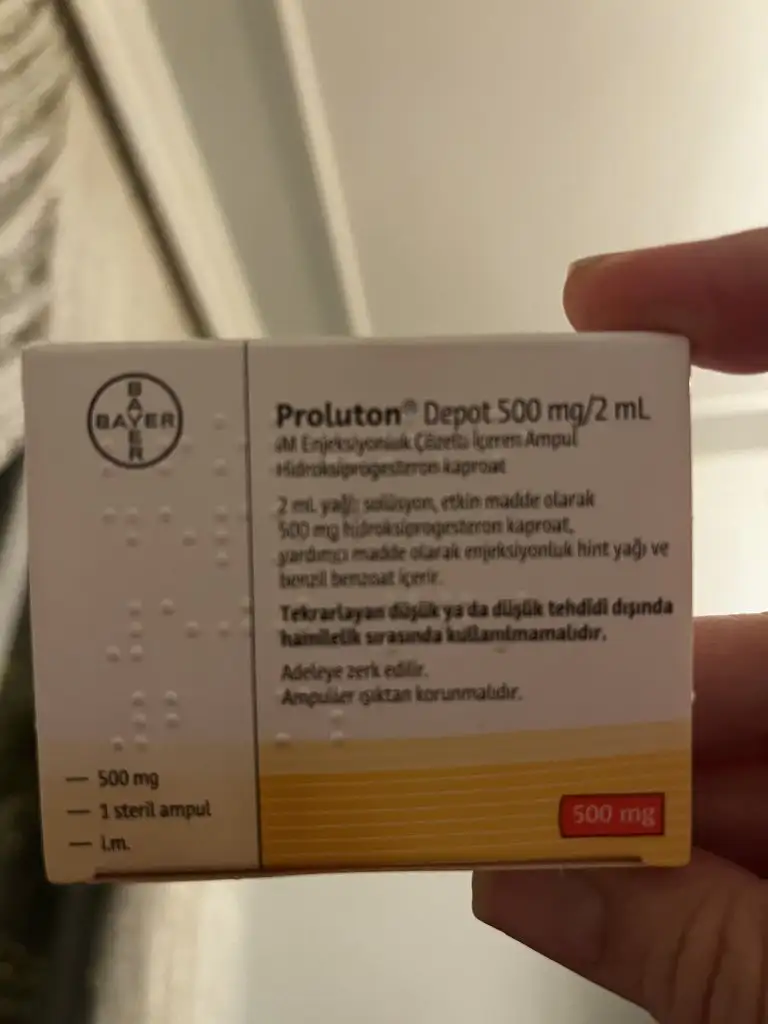 BAYER
BAYER
Proluton® Depot 500 mg/2 mL
IM Enjeksiyonluk Çözelti İçeren Ampul
Hidroksiprogesteron kaproat
2 mL yağlı solüsyon, etkin madde olarak
500 mg hidroksiprogesteron kaproat,
yardımcı madde olarak enjeksiyonluk hint yağı ve
benzil benzoat içerir.
Tekrarlayan düşük ya da düşük tehdidi dışında
hamilelik sırasında kullanılmamalıdır.
Adeleye zerk edilir.
Ampuller ışıktan korunmalıdır.
— 500 mg
— 1 steril ampul
— i.m.
500 mg